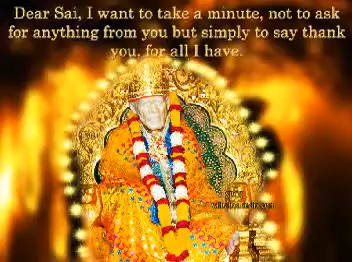 Dear Sai, I want to take a minute, not to ask
for anything from you but simply to say thank
you, for all I have.